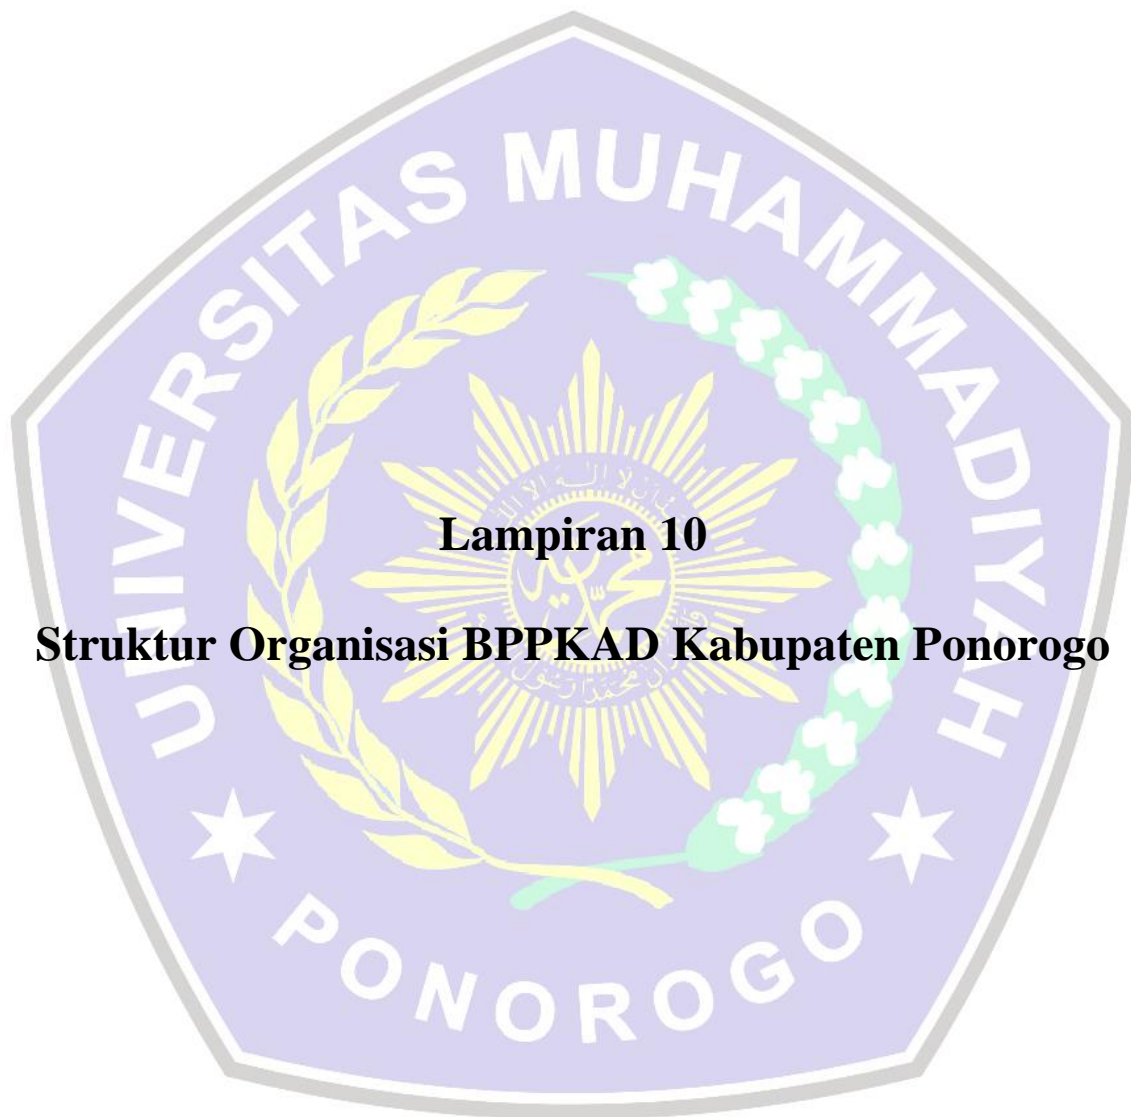 UNIVERSITAS MUHAMMADIYAH
Lampiran 10
Struktur Organisasi BPPKAD Kabupaten Ponorogo
PONOROGO